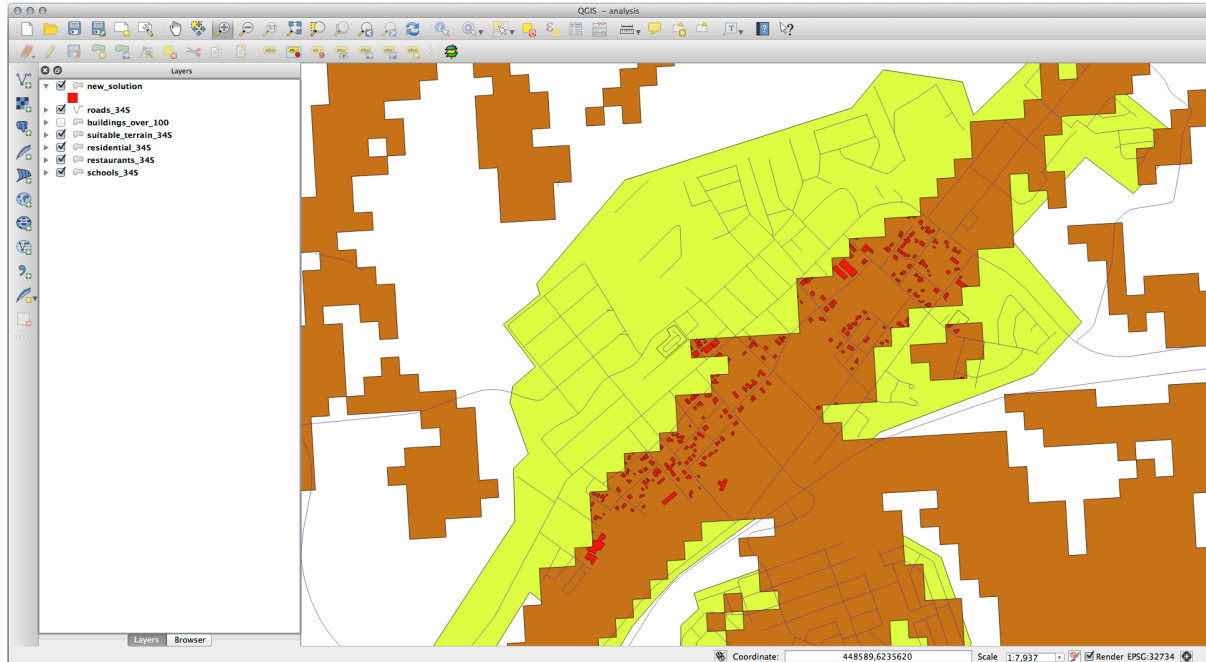 QGIS – analysis
Layers
new_solution
roads_34S
buildings_over_100
suitable_terrain_34S
residential_34S
restaurants_34S
schools_34S
Layers
Browser
Coordinate:
448589,6235620
Scale
1:7,937
Render
EPSG:32734